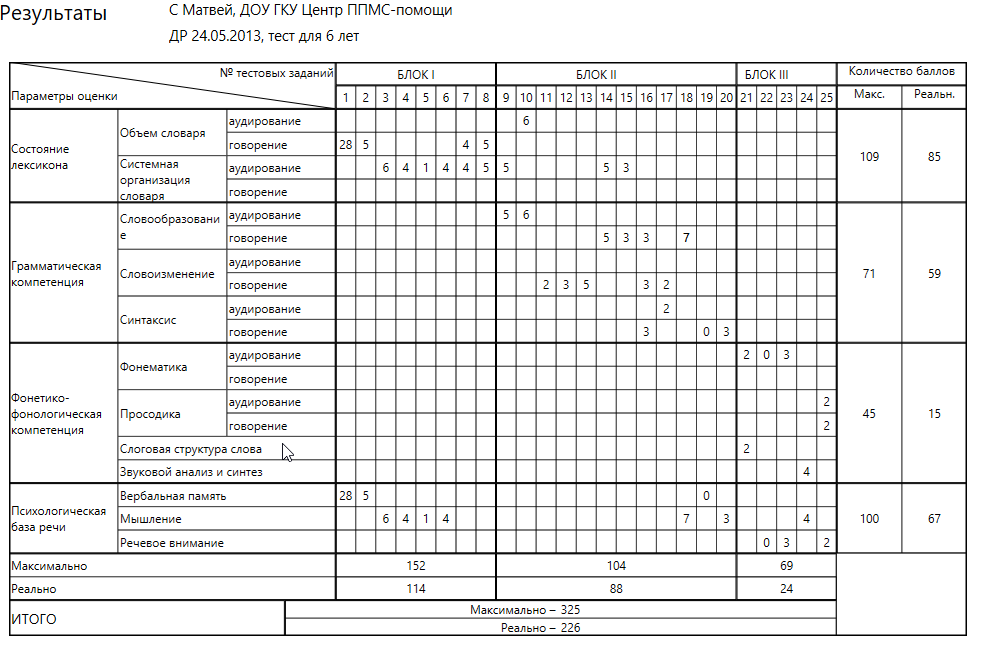 Результаты
С Матвей, ДОУ ГКУ Центр ППМС-помощи
ДР 24.05.2013, тест для 6 лет
№ тестовых заданий БЛОК I БЛОК II БЛОК III Количество баллов
Параметры оценки 1 2 3 4 5 6 7 8 9 10 11 12 13 14 15 16 17 18 19 20 21 22 23 24 25 Макс. Реальн.
Состояние лексикона 109 85
Объем словаря
аудирование 6
говорение 28 5 4 5
Системная организация словаря
аудирование 6 4 1 4 4 5 5 5 3
говорение
Грамматическая компетенция 71 59
Словообразовани
е
аудирование 5 6
говорение 5 3 3 7
Словоизменение
аудирование
говорение 2 3 5 3 2
Синтаксис
аудирование 2
говорение 3 0 3
Фонетико-
фонологическая
компетенция 45 15
Фонематика
аудирование 2 0 3
говорение
Просодика
аудирование 2
говорение 2
Слоговая структура слова 2
Звуковой анализ и синтез 4
Психологическая
база речи 100 67
Вербальная память 28 5 0
Мышление 6 4 1 4 7 3 4
Речевое внимание 0 3 2
Максимально 152 104 69
Реально 114 88 24
ИТОГО
Максимально – 325
Реально – 226